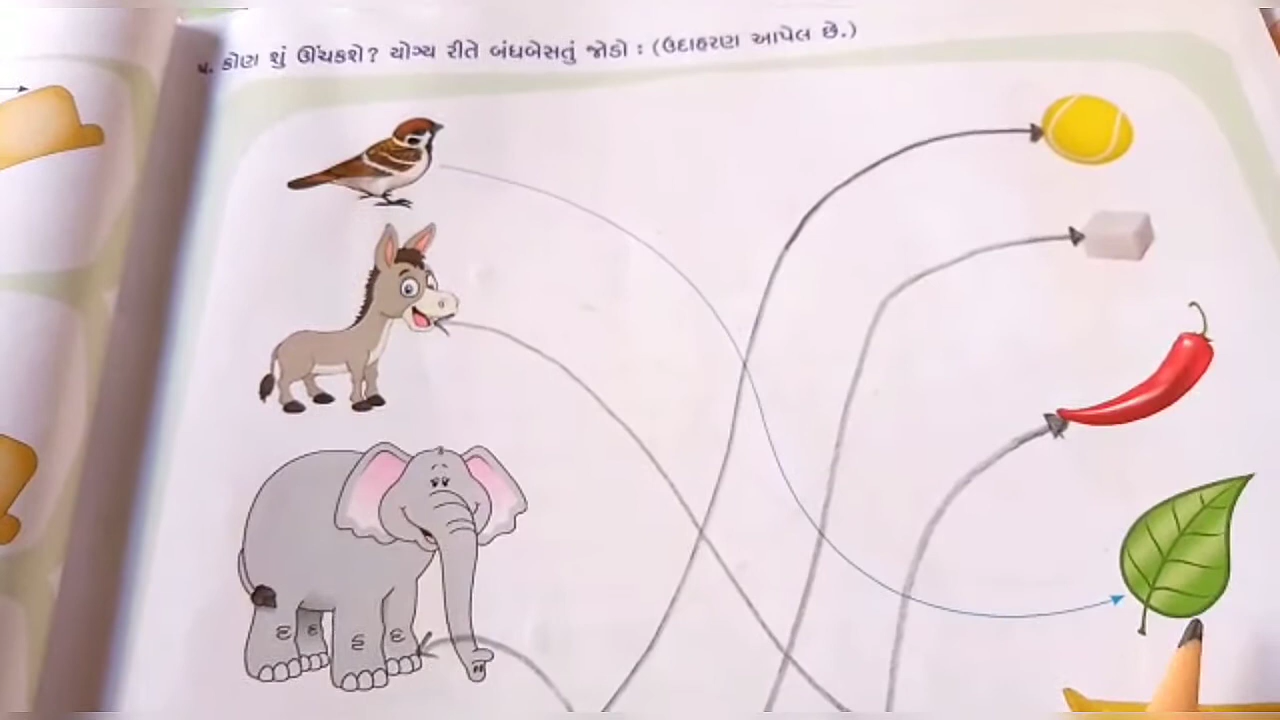 ૫. કોણ શું ઊંચકશે? યોગ્ય રીતે બંધબેસતું જોડો : (ઉદાહરણ આપેલ છે.)